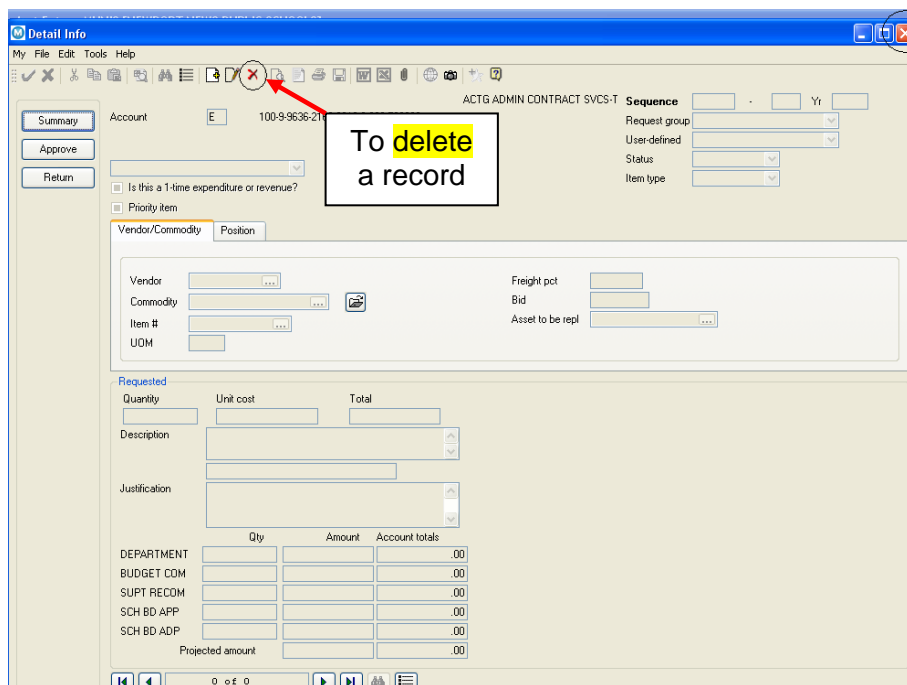 Detail Info
My File Edit Tools Help
ACTG ADMIN CONTRACT SVCS-T
Sequence - Yr
Summary
Account E 100-9-9636-216
Request group
Approve
User-defined
Return
Status
Item type
To delete
a record
Is this a 1-time expenditure or revenue?
Priority item
Vendor/Commodity Position
Vendor ... Freight pct
Commodity ... Bid
Item # ... Asset to be repl ...
UOM
Requested
Quantity Unit cost Total
Description
Justification
Qty Amount Account totals
DEPARTMENT .00
BUDGET COM .00
SUPT RECOM .00
SCH BD APP .00
SCH BD ADP .00
Projected amount .00
0 of 0